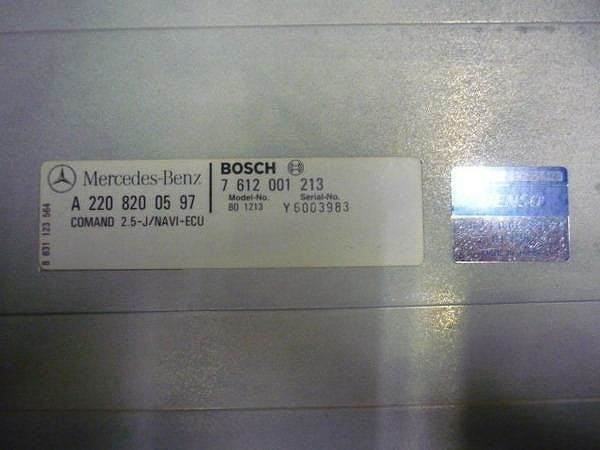 Mercedes-Benz
A 220 820 05 97
COMAND 2.5-J/NAVI-ECU
BOSCH
7 612 001 213
Model-No. Serial-No.
BO 1213 Y6003983
8 631 123 564
DENSO